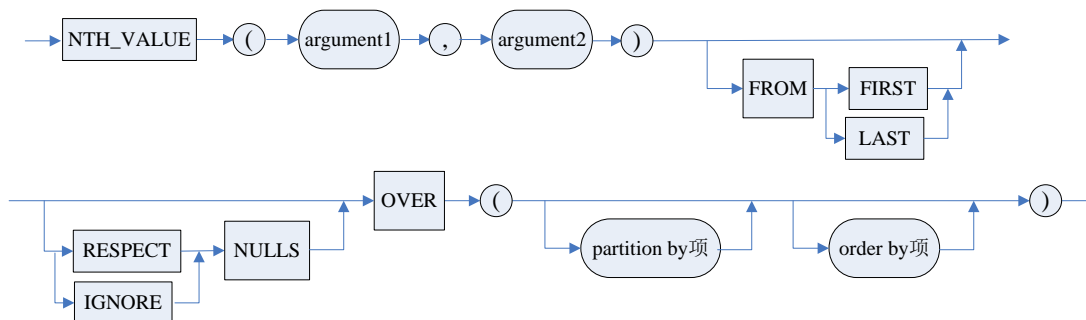 NTH_VALUE ( argument1 , argument2 )
FROM FIRST
LAST
OVER ( )
RESPECT NULLS partition by项 order by项
IGNORE